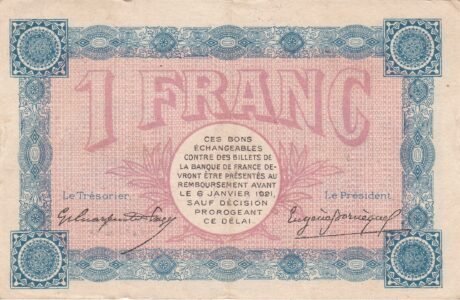 1 FRANC
CES BONS
ÉCHANGEABLES
CONTRE DES BILLETS DE
LA BANQUE DE FRANCE DE-
VRONT ÊTRE PRÉSENTÉS AU
REMBOURSEMENT AVANT
LE 6 JANVIER 1921,
SAUF DÉCISION
PROROGEANT
CE DÉLAI
Le Trésorier
Le Président